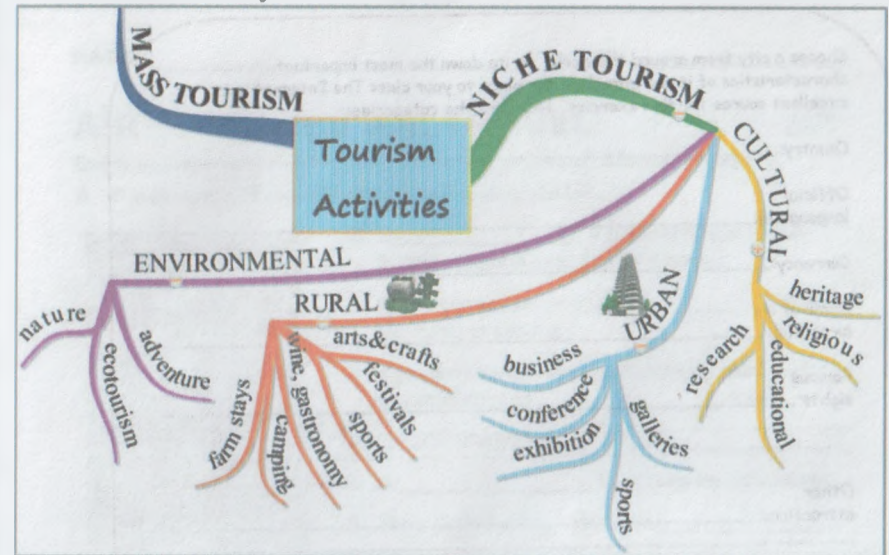 MASS TOURISM
NICHE TOURISM
Tourism
Activities
CULTURAL
heritage
religious
educational
research
ENVIRONMENTAL
nature
ecotourism
adventure
RURAL
farm stays
camping
wine, gastronomy
sports
festivals
arts&crafts
URBAN
business
conference
exhibition
sports
galleries